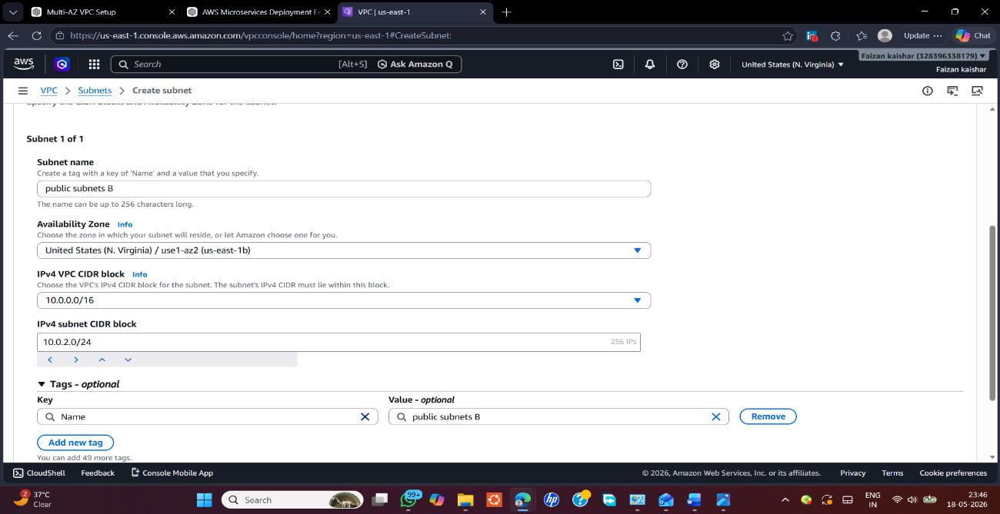 Multi-AZ VPC Setup
AWS Microservices Deployment Fe
VPC | us-east-1
https://us-east-1.console.aws.amazon.com/vpcconsole/home?region=us-east-1#CreateSubnet:
Update
Chat
aws
Search
[Alt+S]
Ask Amazon Q
United States (N. Virginia)
Faizan kaishar (328396338179)
Faizan kaishar
VPC
Subnets
Create subnet
Specify the CIDR blocks and Availability Zone for the subnet.
Subnet 1 of 1
Subnet name
Create a tag with a key of 'Name' and a value that you specify.
public subnets B
The name can be up to 256 characters long.
Availability Zone Info
Choose the zone in which your subnet will reside, or let Amazon choose one for you.
United States (N. Virginia) / use1-az2 (us-east-1b)
IPv4 VPC CIDR block Info
Choose the VPC's IPv4 CIDR block for the subnet. The subnet's IPv4 CIDR must lie within this block.
10.0.0.0/16
IPv4 subnet CIDR block
10.0.2.0/24
256 IPs
Tags - optional
Key
Value - optional
Name
public subnets B
Remove
Add new tag
You can add 49 more tags.
CloudShell
Feedback
Console Mobile App
© 2026, Amazon Web Services, Inc. or its affiliates.
Privacy
Terms
Cookie preferences
2
37°C
Clear
Search
99+
hp
ENG
IN
23:46
18-05-2026